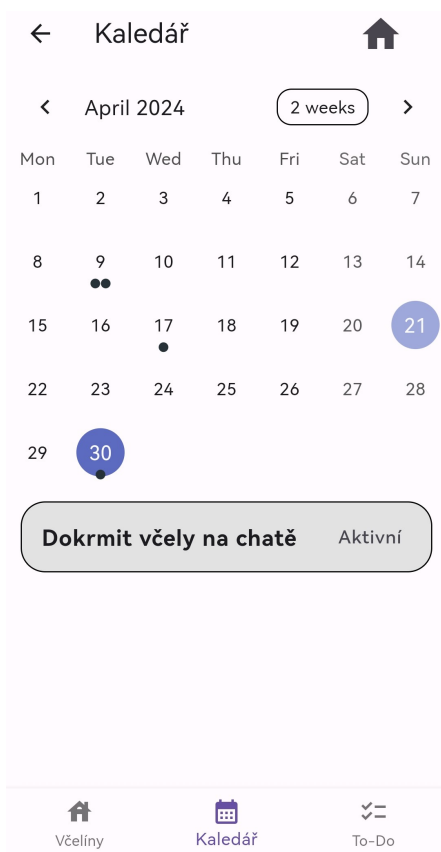 Kaledář
April 2024 2 weeks
Mon Tue Wed Thu Fri Sat Sun
1 2 3 4 5 6 7
8 9 10 11 12 13 14
15 16 17 18 19 20 21
22 23 24 25 26 27 28
29 30
Dokrmit včely na chatě Aktivní
Včelíny Kaledář To-Do